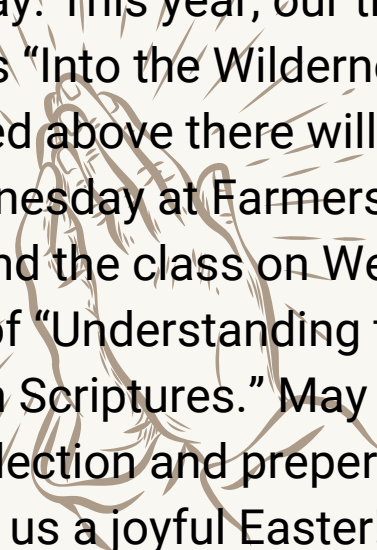 ay. This year, our t
s “Into the Wildern
ed above there will
nesday at Farmers
nd the class on We
of “Understanding
Scriptures.” May
lection and preper
us a joyful Easter